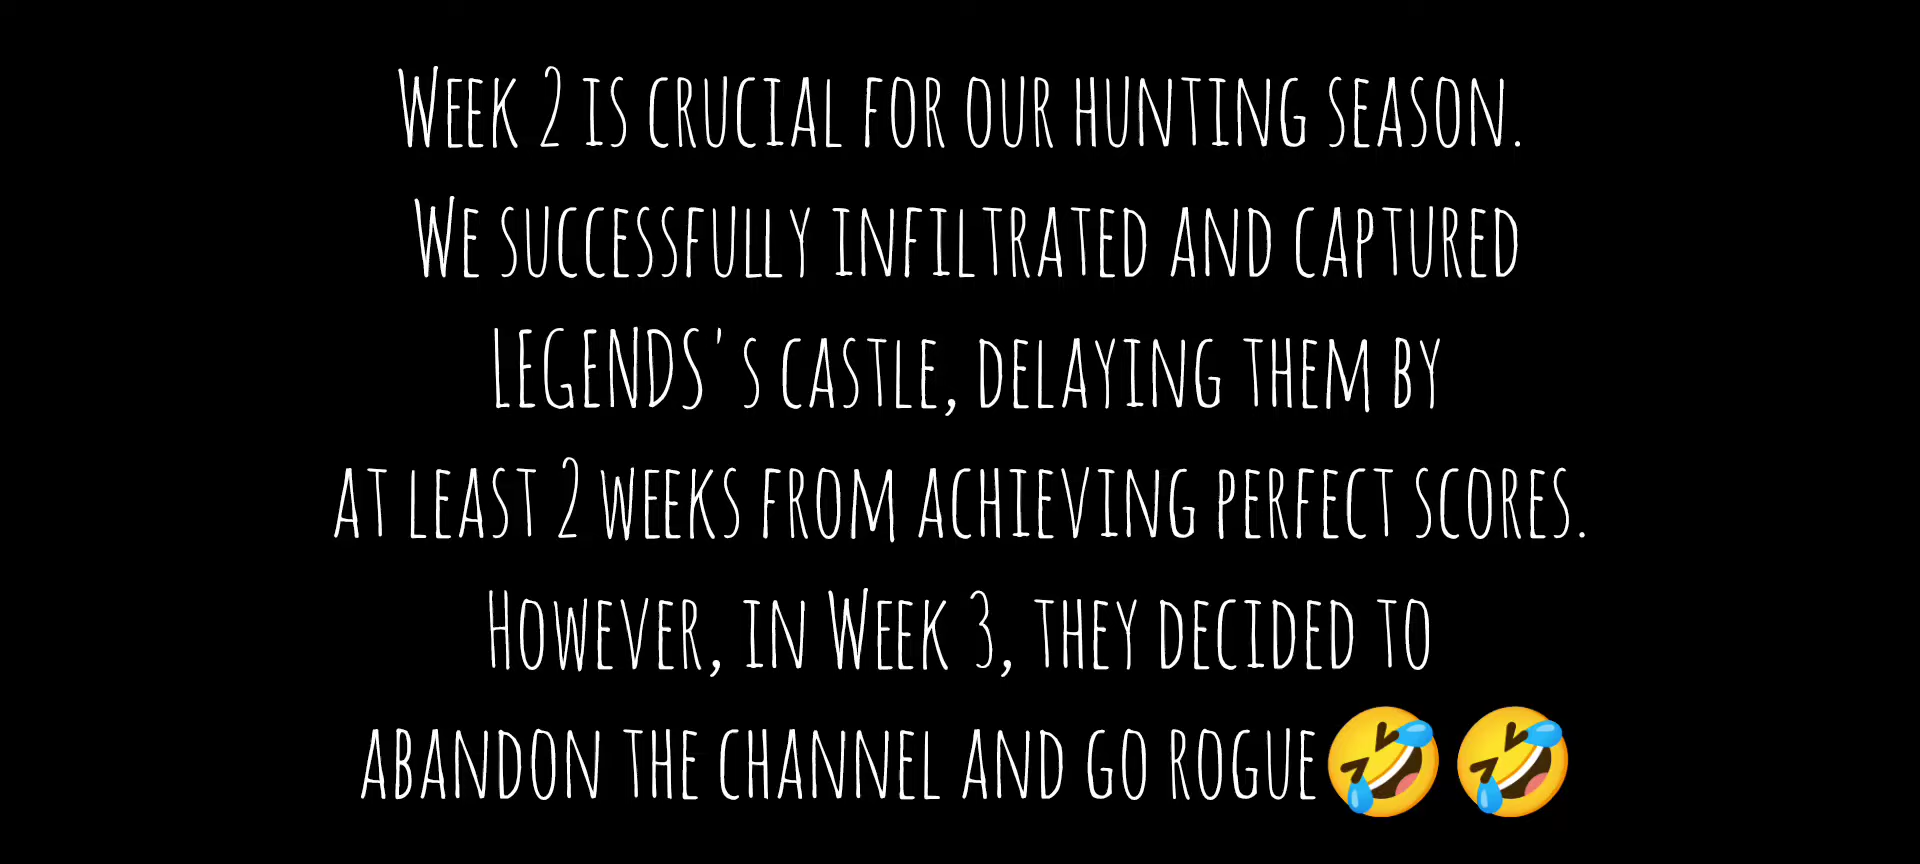 Week 2 is crucial for our hunting season.
We successfully infiltrated and captured
LEGENDS's castle, delaying them by
at least 2 weeks from achieving perfect scores.
However, in Week 3, they decided to
abandon the channel and go rogue🤣🤣